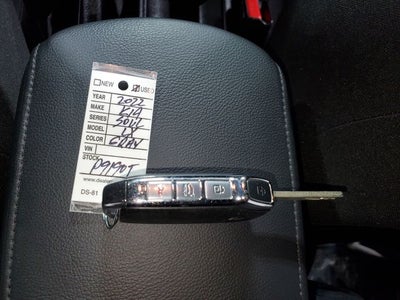 NEW USED
YEAR 2022
MAKE KIA
SERIES SOUL
MODEL LX
COLOR GRAY
VIN
STOCK P9190T
DS-81